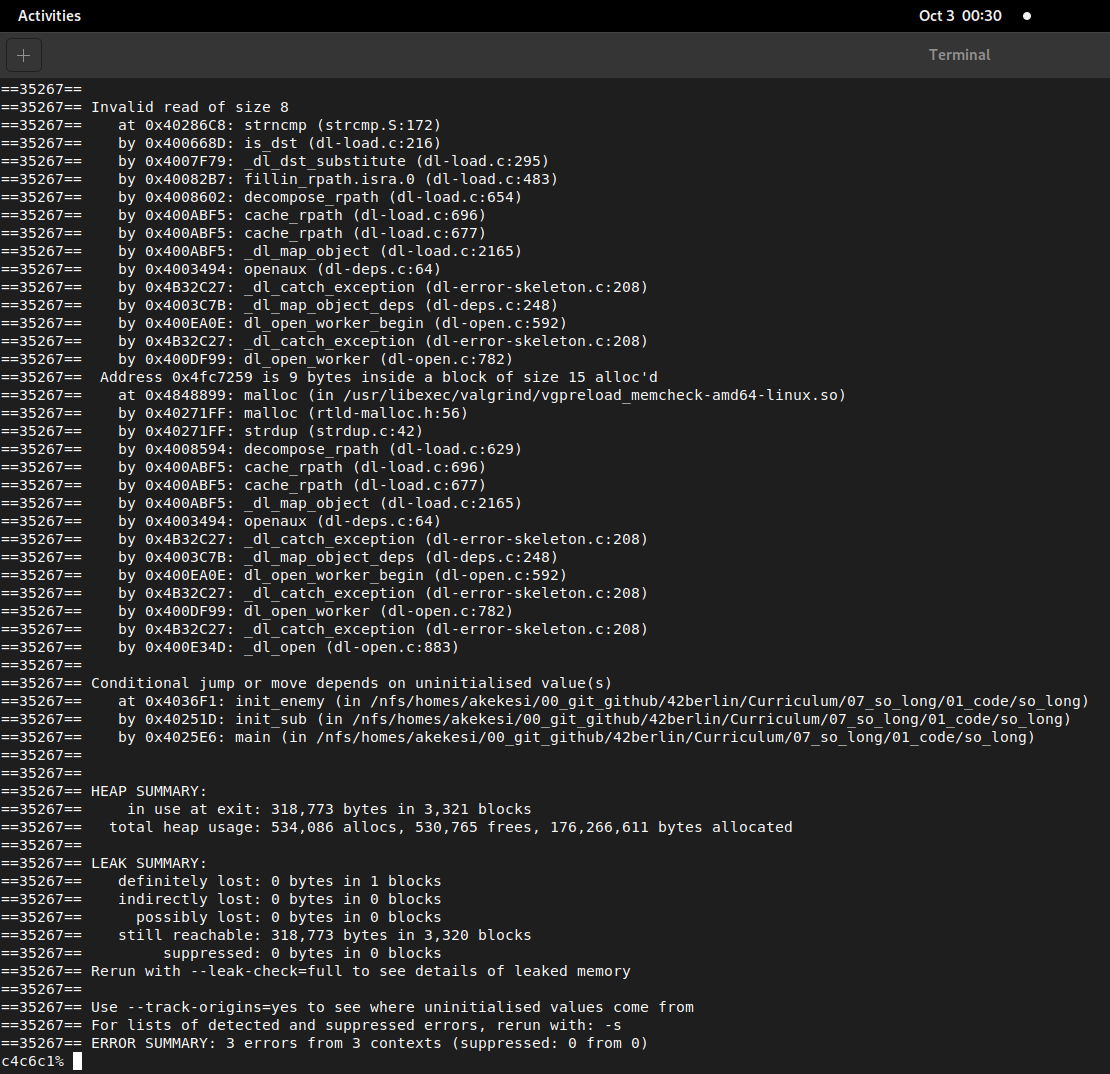 Activities
Oct 3 00:30
Terminal
==35267==
==35267== Invalid read of size 8
==35267==    at 0x40286C8: strncmp (strcmp.S:172)
==35267==    by 0x400668D: is_dst (dl-load.c:216)
==35267==    by 0x4007F79: _dl_dst_substitute (dl-load.c:295)
==35267==    by 0x40082B7: fillin_rpath.isra.0 (dl-load.c:483)
==35267==    by 0x4008602: decompose_rpath (dl-load.c:654)
==35267==    by 0x400ABF5: cache_rpath (dl-load.c:696)
==35267==    by 0x400ABF5: cache_rpath (dl-load.c:677)
==35267==    by 0x400ABF5: _dl_map_object (dl-load.c:2165)
==35267==    by 0x4003494: openaux (dl-deps.c:64)
==35267==    by 0x4B32C27: _dl_catch_exception (dl-error-skeleton.c:208)
==35267==    by 0x4003C7B: _dl_map_object_deps (dl-deps.c:248)
==35267==    by 0x400EA0E: dl_open_worker_begin (dl-open.c:592)
==35267==    by 0x4B32C27: _dl_catch_exception (dl-error-skeleton.c:208)
==35267==    by 0x400DF99: dl_open_worker (dl-open.c:782)
==35267==  Address 0x4fc7259 is 9 bytes inside a block of size 15 alloc'd
==35267==    at 0x4848899: malloc (in /usr/libexec/valgrind/vgpreload_memcheck-amd64-linux.so)
==35267==    by 0x40271FF: malloc (rtld-malloc.h:56)
==35267==    by 0x40271FF: strdup (strdup.c:42)
==35267==    by 0x4008594: decompose_rpath (dl-load.c:629)
==35267==    by 0x400ABF5: cache_rpath (dl-load.c:696)
==35267==    by 0x400ABF5: cache_rpath (dl-load.c:677)
==35267==    by 0x400ABF5: _dl_map_object (dl-load.c:2165)
==35267==    by 0x4003494: openaux (dl-deps.c:64)
==35267==    by 0x4B32C27: _dl_catch_exception (dl-error-skeleton.c:208)
==35267==    by 0x4003C7B: _dl_map_object_deps (dl-deps.c:248)
==35267==    by 0x400EA0E: dl_open_worker_begin (dl-open.c:592)
==35267==    by 0x4B32C27: _dl_catch_exception (dl-error-skeleton.c:208)
==35267==    by 0x400DF99: dl_open_worker (dl-open.c:782)
==35267==    by 0x4B32C27: _dl_catch_exception (dl-error-skeleton.c:208)
==35267==    by 0x400E34D: _dl_open (dl-open.c:883)
==35267==
==35267== Conditional jump or move depends on uninitialised value(s)
==35267==    at 0x4036F1: init_enemy (in /nfs/homes/akekesi/00_git_github/42berlin/Curriculum/07_so_long/01_code/so_long)
==35267==    by 0x40251D: init_sub (in /nfs/homes/akekesi/00_git_github/42berlin/Curriculum/07_so_long/01_code/so_long)
==35267==    by 0x4025E6: main (in /nfs/homes/akekesi/00_git_github/42berlin/Curriculum/07_so_long/01_code/so_long)
==35267==
==35267==
==35267== HEAP SUMMARY:
==35267==     in use at exit: 318,773 bytes in 3,321 blocks
==35267==   total heap usage: 534,086 allocs, 530,765 frees, 176,266,611 bytes allocated
==35267==
==35267== LEAK SUMMARY:
==35267==    definitely lost: 0 bytes in 1 blocks
==35267==    indirectly lost: 0 bytes in 0 blocks
==35267==      possibly lost: 0 bytes in 0 blocks
==35267==    still reachable: 318,773 bytes in 3,320 blocks
==35267==         suppressed: 0 bytes in 0 blocks
==35267== Rerun with --leak-check=full to see details of leaked memory
==35267==
==35267== Use --track-origins=yes to see where uninitialised values come from
==35267== For lists of detected and suppressed errors, rerun with: -s
==35267== ERROR SUMMARY: 3 errors from 3 contexts (suppressed: 0 from 0)
c4c6c1%